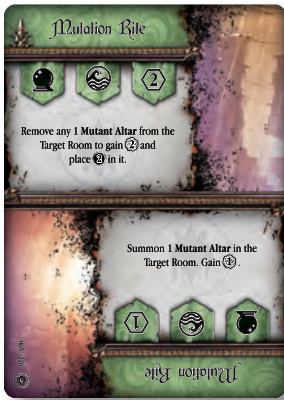 Mutation Rite
2
Remove any 1 Mutant Altar from the
Target Room to gain 2 and
place 2 in it.
Summon 1 Mutant Altar in the
Target Room. Gain 1.
1
Mutation Rite